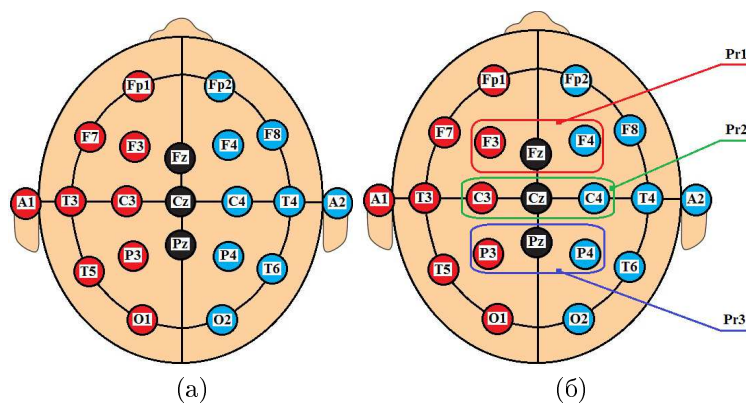 Fp1 Fp2
F7 F3 Fz F4 F8
A1 T3 C3 Cz C4 T4 A2
T5 P3 Pz P4 T6
O1 O2
(а)
Pr1
Fp1 Fp2
Pr2
F7 F3 Fz F4 F8
A1 T3 C3 Cz C4 T4 A2
T5 P3 Pz P4 T6
O1 O2
Pr3
(б)